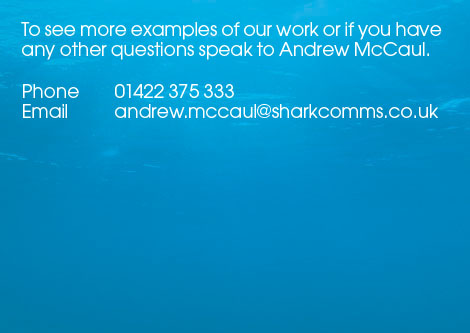 To see more examples of our work or if you have
any other questions speak to Andrew McCaul.
Phone 01422 375 333
Email andrew.mccaul@sharkcomms.co.uk